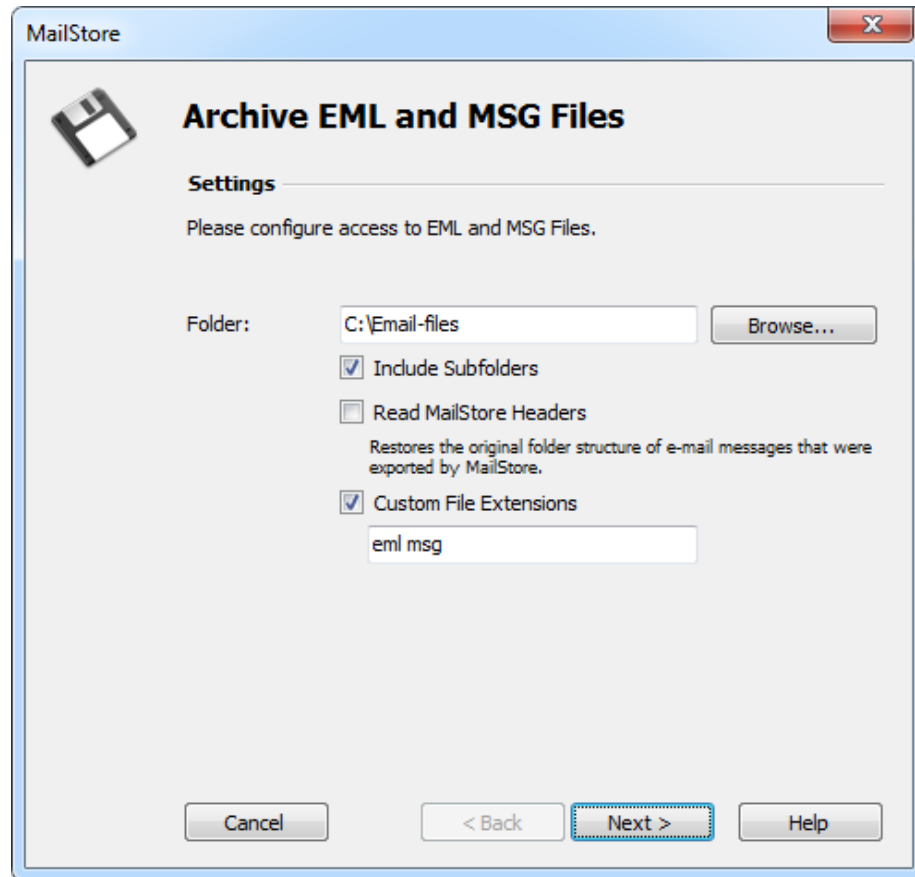 MailStore
Archive EML and MSG Files
Settings
Please configure access to EML and MSG Files.
Folder: C:\Email-files Browse...
Include Subfolders
Read MailStore Headers
Restores the original folder structure of e-mail messages that were
exported by MailStore.
Custom File Extensions
eml msg
Cancel < Back Next > Help